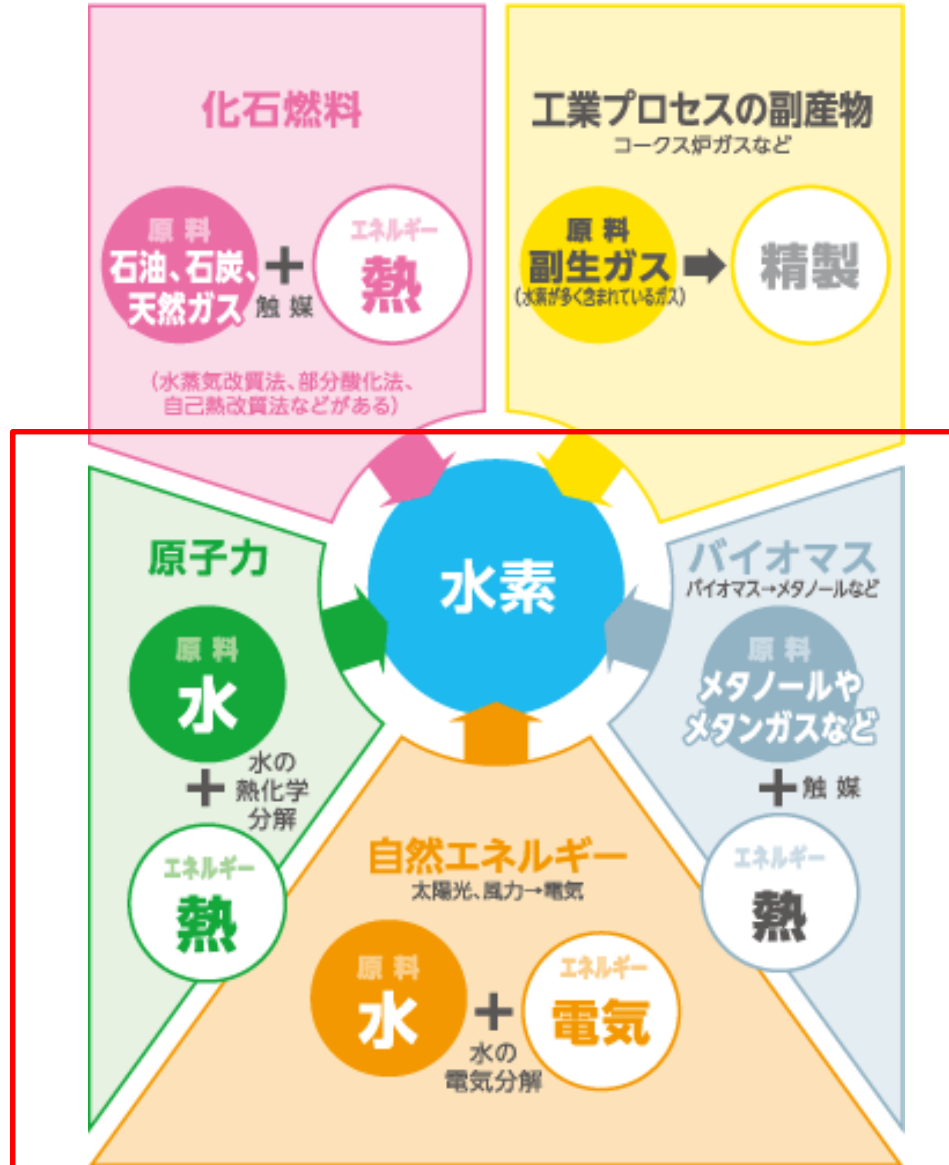 化石燃料
原料
石油、石炭、
天然ガス
+
触媒
エネルギー
熱
(水蒸気改質法、部分酸化法、
自己熱改質法などがある)
工業プロセスの副産物
コークス炉ガスなど
原料
副生ガス
(水素が多く含まれているガス)
精製
水素
原子力
原料
水
+
水の
熱化学
分解
エネルギー
熱
バイオマス
バイオマス→メタノールなど
原料
メタノールや
メタンガスなど
+触媒
エネルギー
熱
自然エネルギー
太陽光、風力→電気
原料
水
+
水の
電気分解
エネルギー
電気